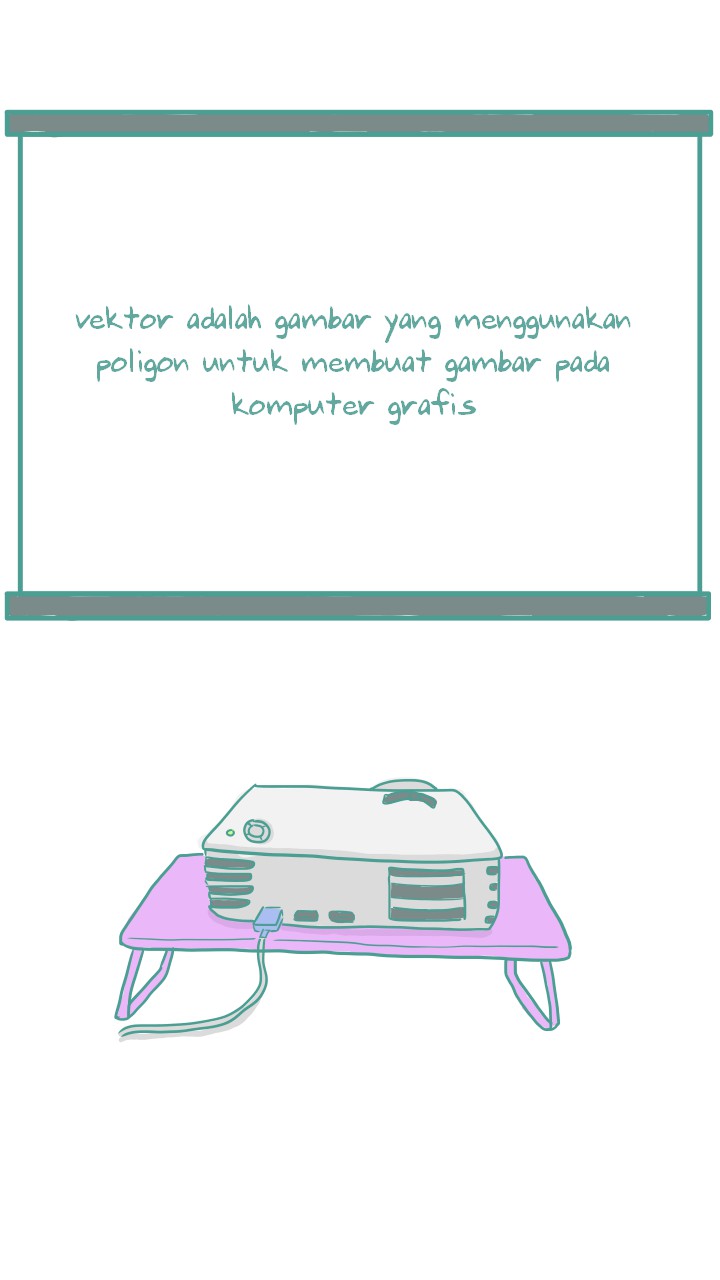 vektor adalah gambar yang menggunakan
poligon untuk membuat gambar pada
komputer grafis